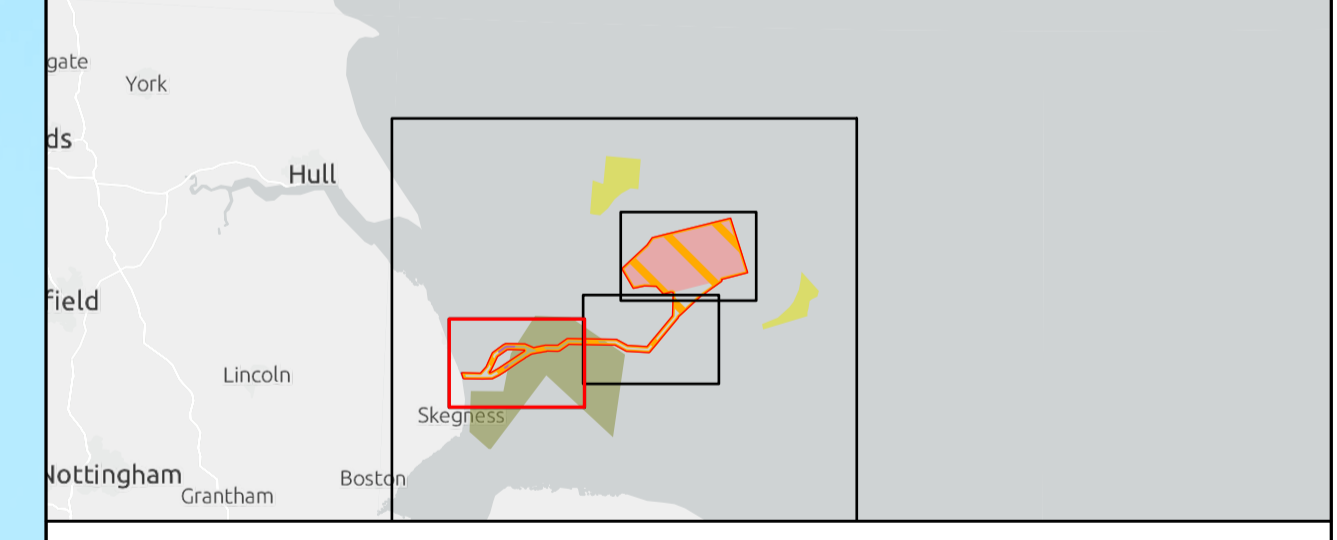 gate
York
ds
Hull
field
Lincoln
Skegness
Nottingham
Boston
Grantham